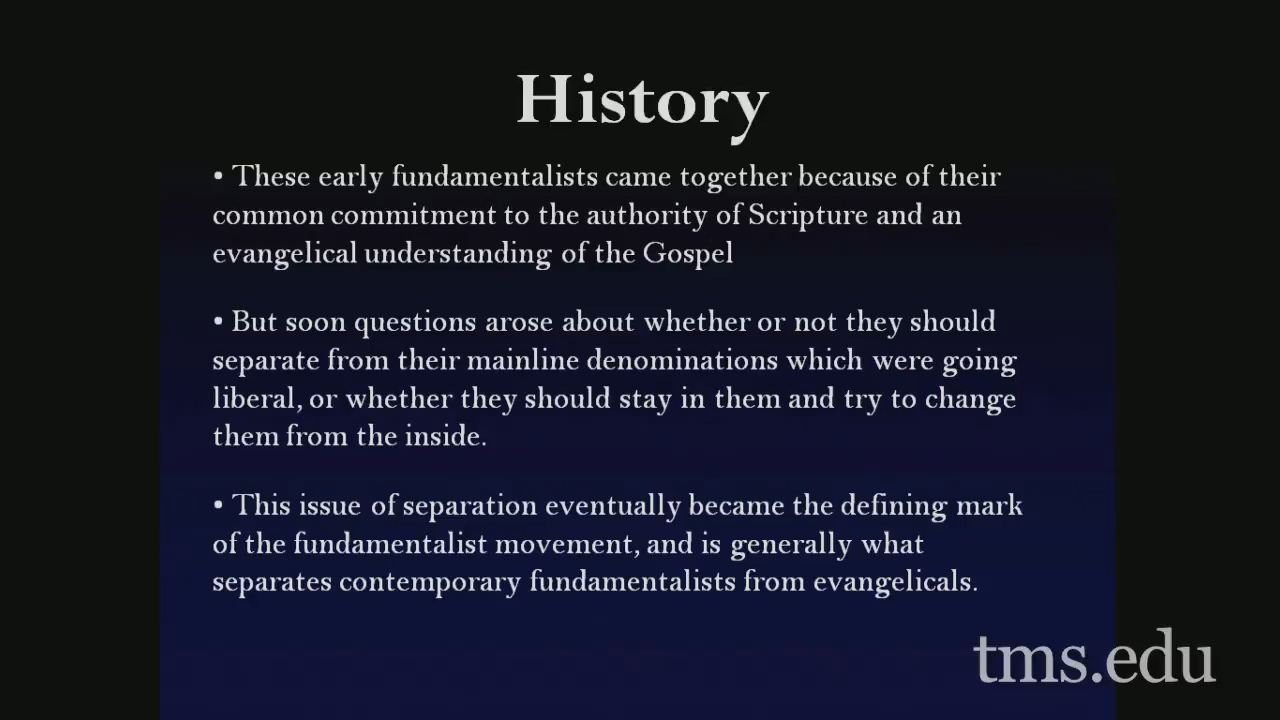 History
• These early fundamentalists came together because of their
common commitment to the authority of Scripture and an
evangelical understanding of the Gospel
• But soon questions arose about whether or not they should
separate from their mainline denominations which were going
liberal, or whether they should stay in them and try to change
them from the inside.
• This issue of separation eventually became the defining mark
of the fundamentalist movement, and is generally what
separates contemporary fundamentalists from evangelicals.
tms.edu